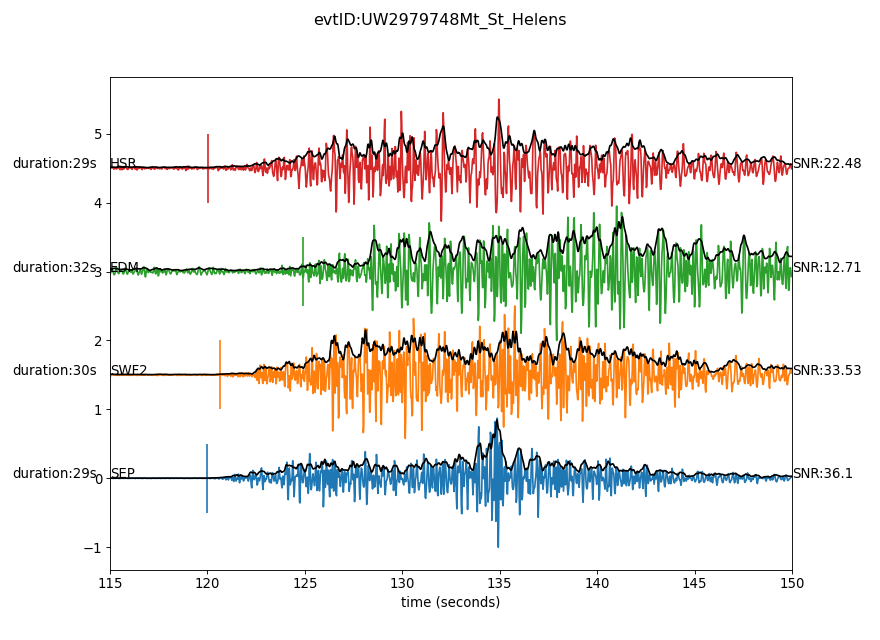 evtID:UW2979748Mt_St_Helens
5
duration:29s HSR SNR:22.48
4
duration:32s EDM SNR:12.71
3
2
duration:30s SWF2 SNR:33.53
1
duration:29s SEP SNR:36.1
0
−1
115 120 125 130 135 140 145 150
time (seconds)